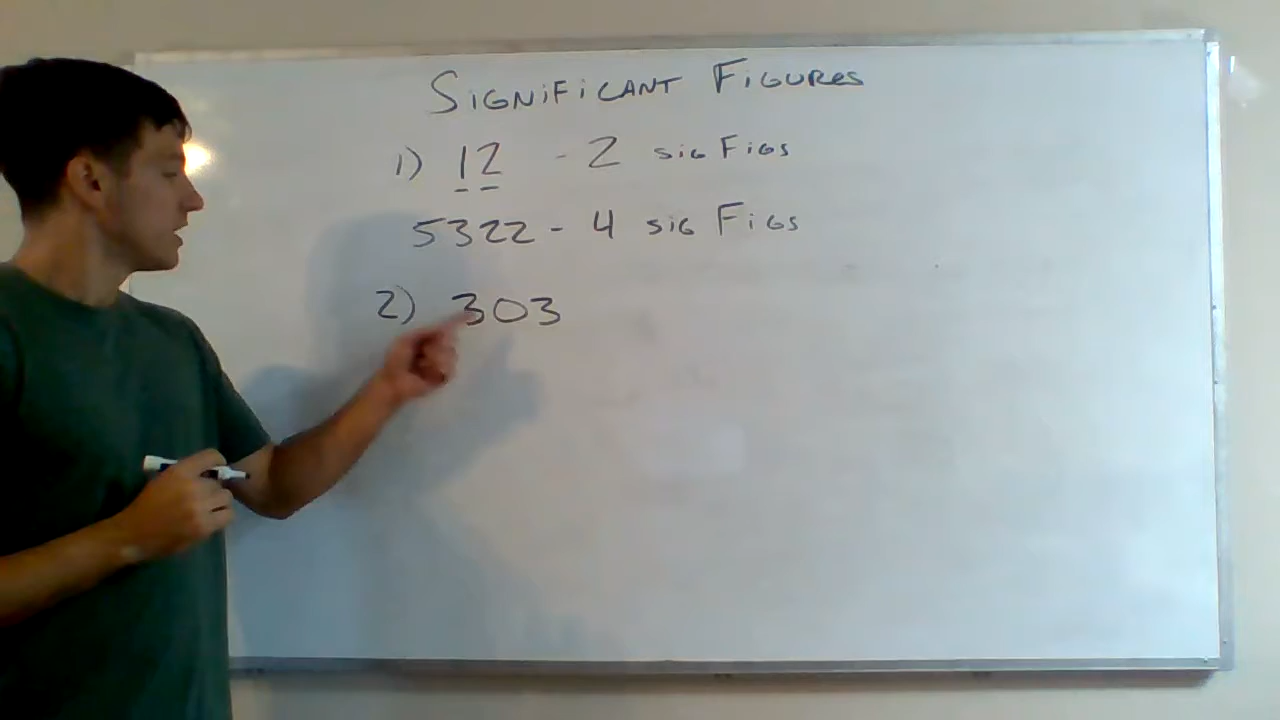 SIGNIFICANT FIGURES
1) 12 - 2 SIG FIGS
5322 - 4 SIG FIGS
2) 303